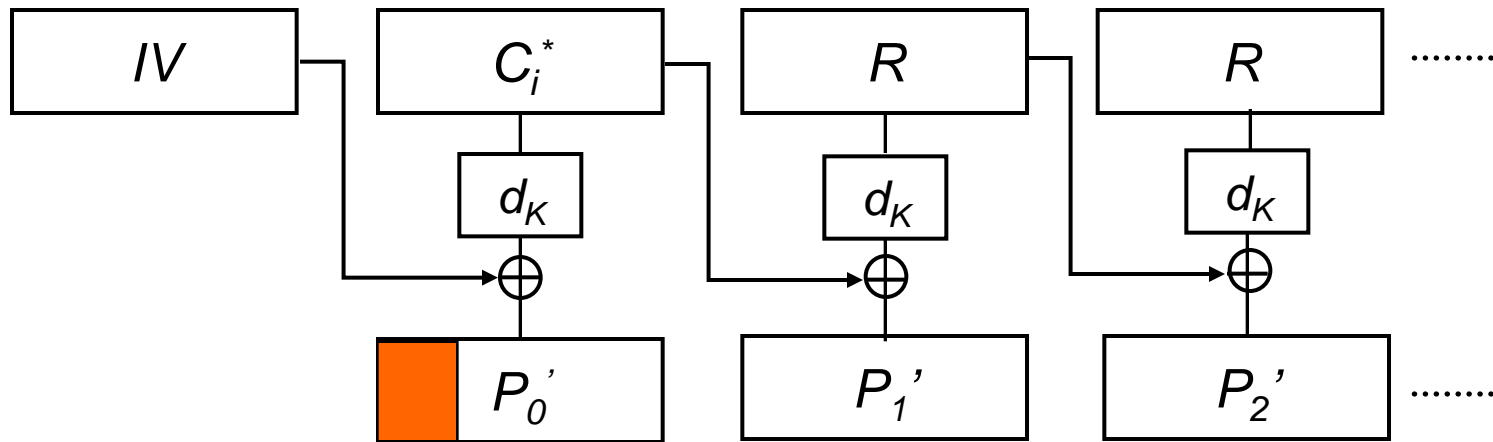 IV C_i^* R R ........
d_K d_K d_K
P_0' P_1' P_2' ........